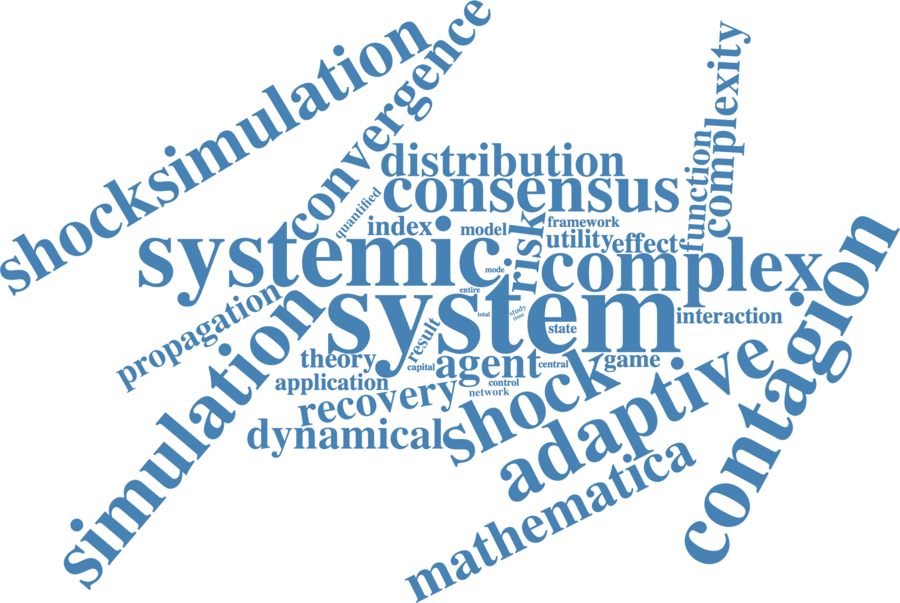 shocksimulation
convergence
complexity
function
distribution
consensus
quantified
index
model
risk
framework
utility
effects
systemic
complex
mode
entire
contagion
propagation
system
total
study
time
state
interaction
simulation
result
theory
capital
agent
central
game
application
control
network
recovery
shock
adaptive
dynamical
mathematica